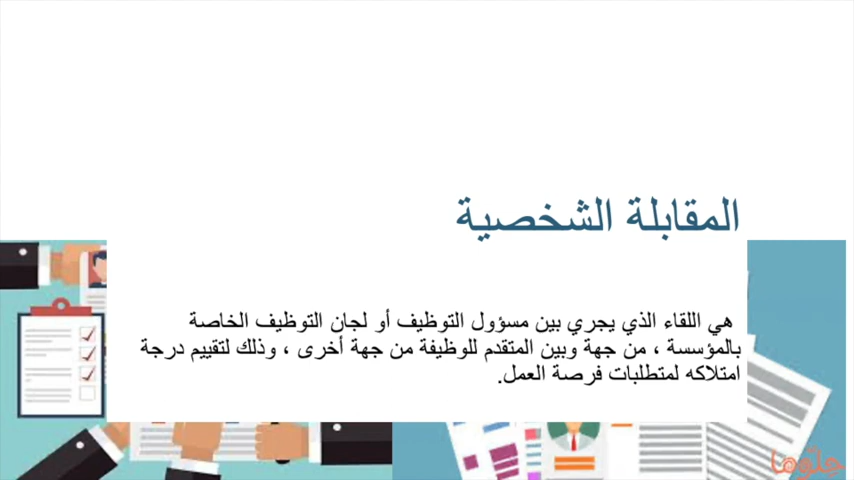 المقابلة الشخصية
هي اللقاء الذي يجري بين مسؤول التوظيف أو لجان التوظيف الخاصة
بالمؤسسة ، من جهة وبين المتقدم للوظيفة من جهة أخرى ، وذلك لتقييم درجة
امتلاكه لمتطلبات فرصة العمل.
حلوها